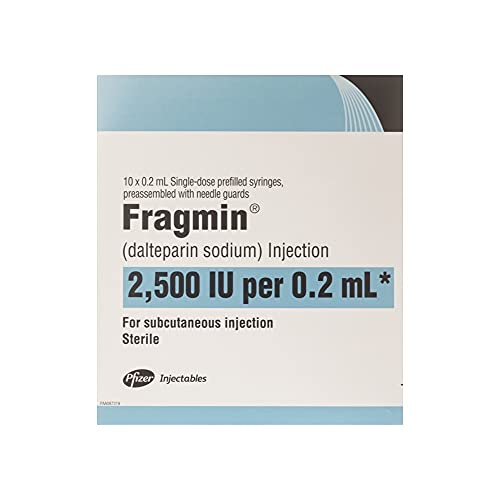 10 x 0.2 mL Single-dose prefilled syringes,
preassembled with needle guards
Fragmin®
(dalteparin sodium) Injection
2,500 IU per 0.2 mL*
For subcutaneous injection
Sterile
Pfizer Injectables